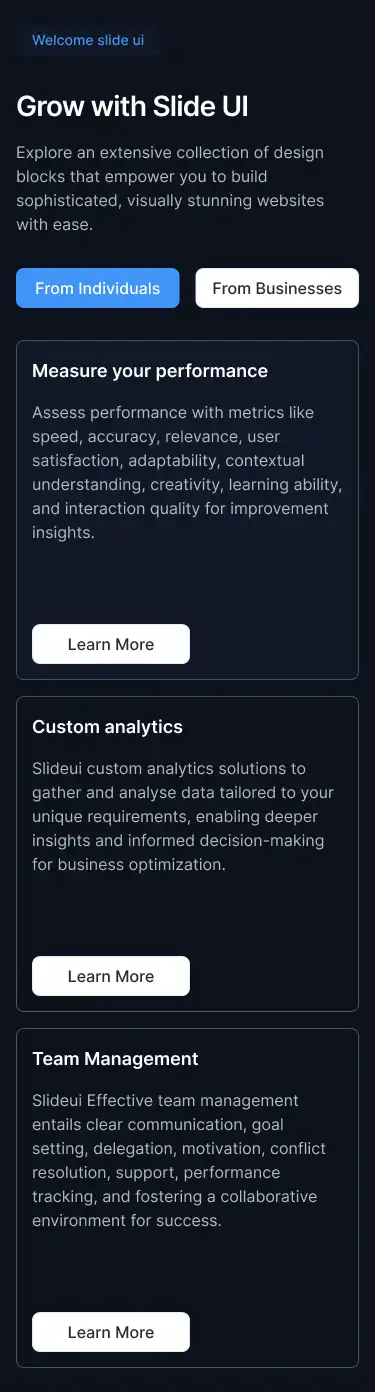 Welcome slide ui
Grow with Slide UI
Explore an extensive collection of design
blocks that empower you to build
sophisticated, visually stunning websites
with ease.
From Individuals
From Businesses
Measure your performance
Assess performance with metrics like
speed, accuracy, relevance, user
satisfaction, adaptability, contextual
understanding, creativity, learning ability,
and interaction quality for improvement
insights.
Learn More
Custom analytics
Slideui custom analytics solutions to
gather and analyse data tailored to your
unique requirements, enabling deeper
insights and informed decision-making
for business optimization.
Learn More
Team Management
Slideui Effective team management
entails clear communication, goal
setting, delegation, motivation, conflict
resolution, support, performance
tracking, and fostering a collaborative
environment for success.
Learn More